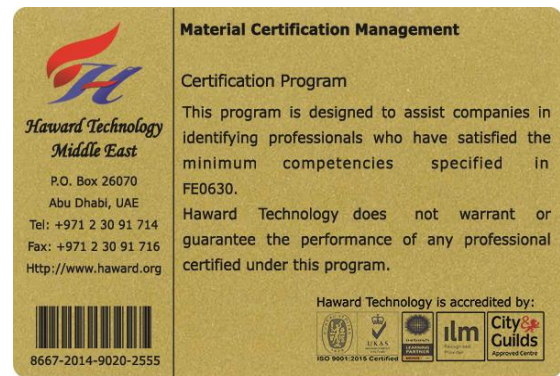 Haward Technology
Middle East
P.O. Box 26070
Abu Dhabi, UAE
Tel: +971 2 30 91 714
Fax: +971 2 30 91 716
Http://www.haward.org
8667-2014-9020-2555
Material Certification Management
Certification Program
This program is designed to assist companies in
identifying professionals who have satisfied the
minimum competencies specified in
FE0630.
Haward Technology does not warrant or
guarantee the performance of any professional
certified under this program.
Haward Technology is accredited by:
UKAS
ISO 9001:2015 Certified
LEARNING
PARTNER
ilm
City&
Guilds
Approved Centre